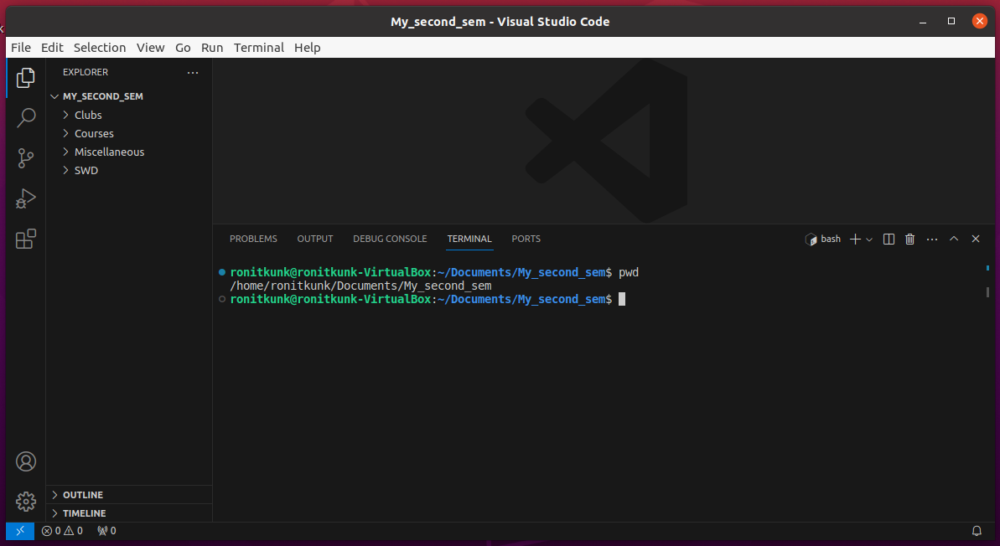 My_second_sem - Visual Studio Code
File Edit Selection View Go Run Terminal Help
EXPLORER
MY_SECOND_SEM
Clubs
Courses
Miscellaneous
SWD
PROBLEMS OUTPUT DEBUG CONSOLE TERMINAL PORTS
bash
ronitkunk@ronitkunk-VirtualBox:~/Documents/My_second_sem$ pwd
/home/ronitkunk/Documents/My_second_sem
ronitkunk@ronitkunk-VirtualBox:~/Documents/My_second_sem$
OUTLINE
TIMELINE
0 0 0